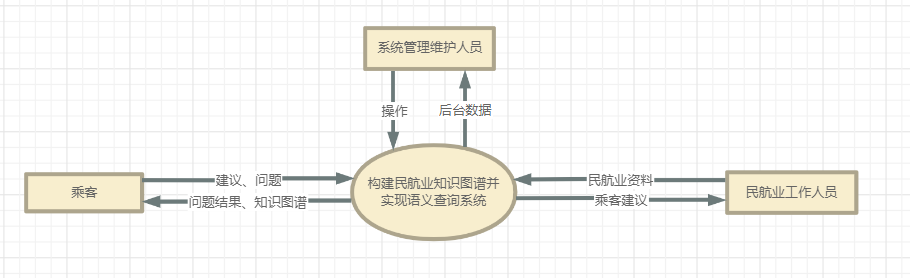 系统管理维护人员
操作
后台数据
乘客
建议、问题
问题结果、知识图谱
构建民航业知识图谱并
实现语义查询系统
民航业资料
乘客建议
民航业工作人员